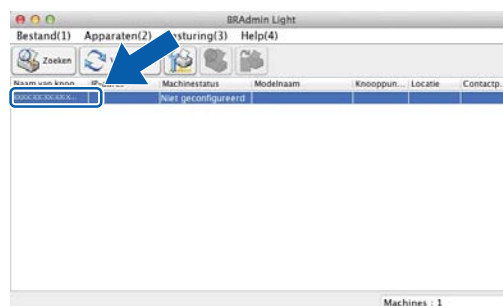 BRAdmin Light
Bestand(1) Apparaten(2) Besturing(3) Help(4)
Zoeken
Naam van knoo Machinestatus Modelnaam Knooppun... Locatie Contactp.
Niet geconfigureerd
Machines : 1